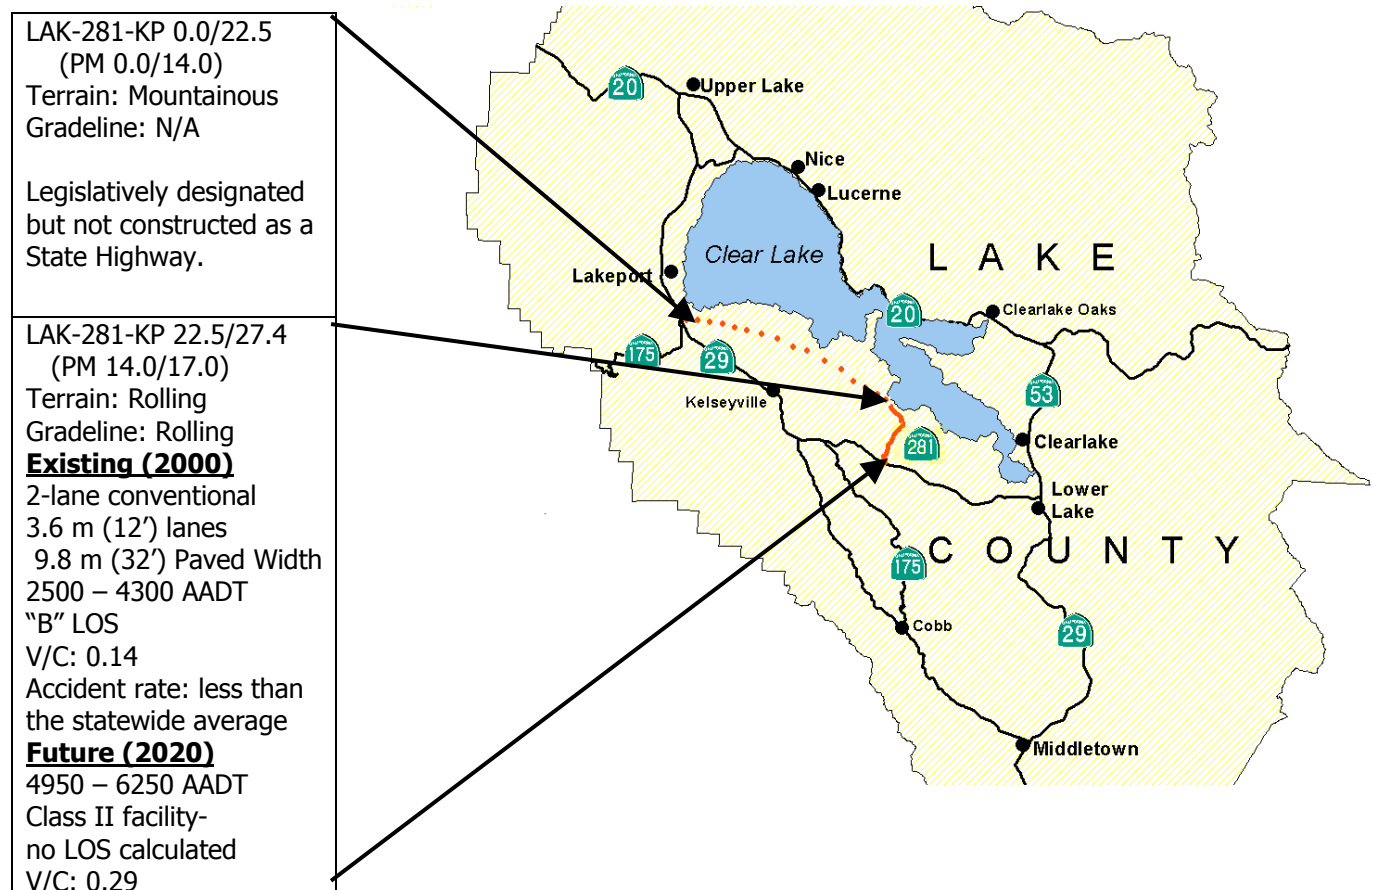 LAK-281-KP 0.0/22.5
(PM 0.0/14.0)
Terrain: Mountainous
Gradeline: N/A
Legislatively designated
but not constructed as a
State Highway.
LAK-281-KP 22.5/27.4
(PM 14.0/17.0)
Terrain: Rolling
Gradeline: Rolling
Existing (2000)
2-lane conventional
3.6 m (12’) lanes
9.8 m (32’) Paved Width
2500 – 4300 AADT
“B” LOS
V/C: 0.14
Accident rate: less than
the statewide average
Future (2020)
4950 – 6250 AADT
Class II facility-
no LOS calculated
V/C: 0.29
20
Upper Lake
Nice
Lucerne
Clear Lake
LAKE
Lakeport
20
Clearlake Oaks
175
29
53
Kelseyville
281
Clearlake
Lower
Lake
COUNTY
175
Cobb
29
Middletown